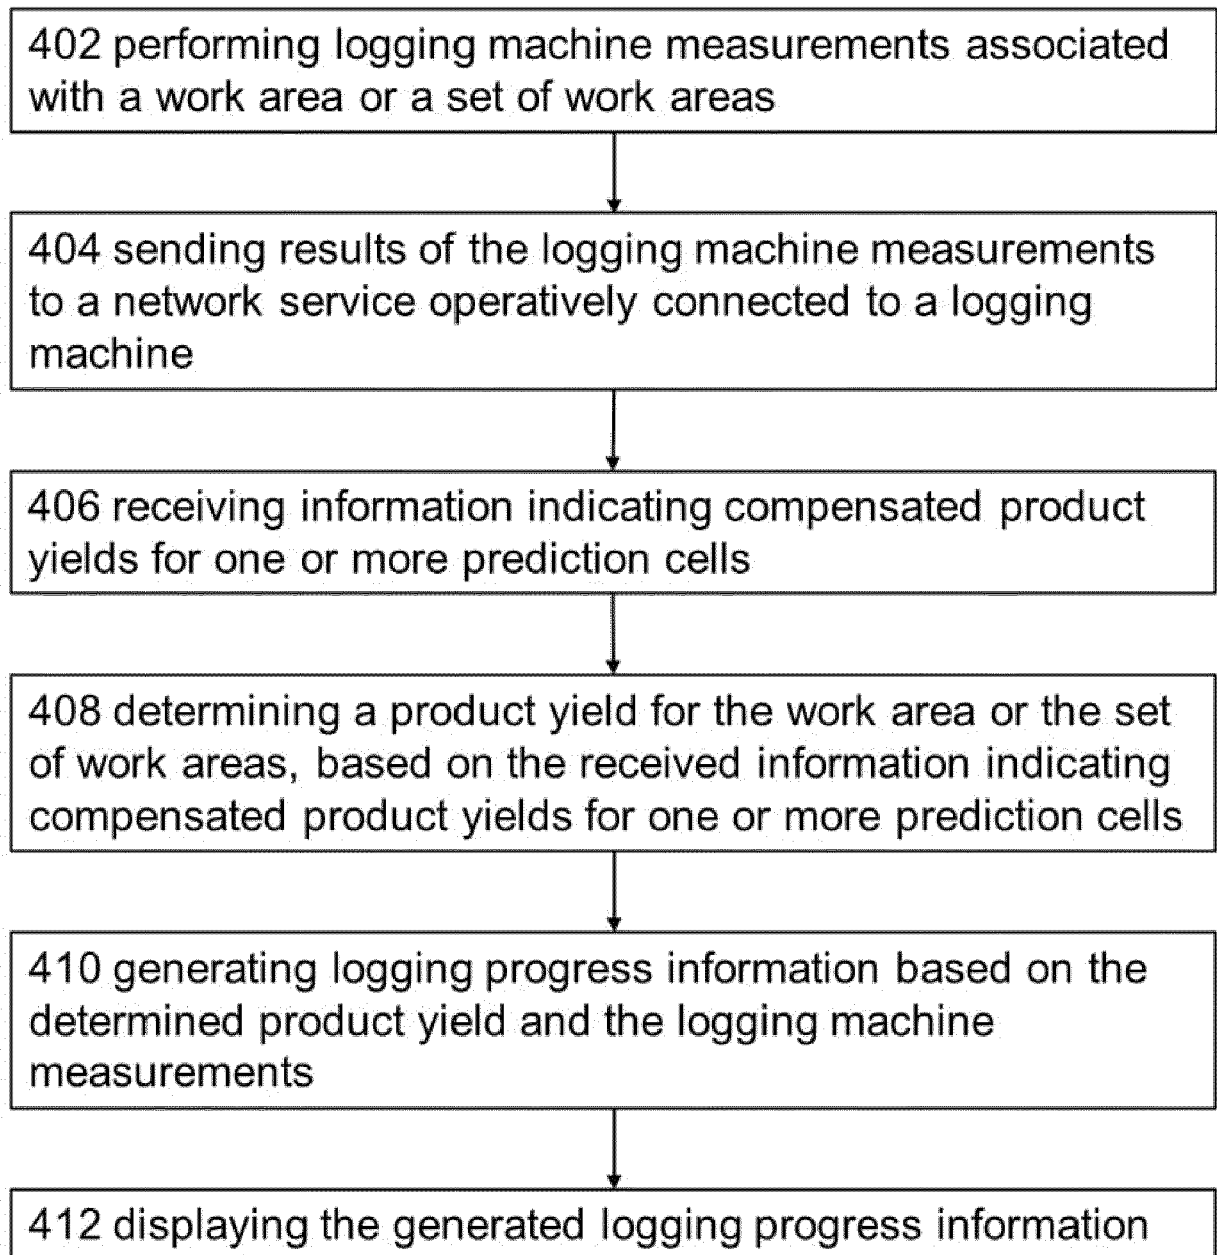 402 performing logging machine measurements associated
with a work area or a set of work areas
404 sending results of the logging machine measurements
to a network service operatively connected to a logging
machine
406 receiving information indicating compensated product
yields for one or more prediction cells
408 determining a product yield for the work area or the set
of work areas, based on the received information indicating
compensated product yields for one or more prediction cells
410 generating logging progress information based on the
determined product yield and the logging machine
measurements
412 displaying the generated logging progress information